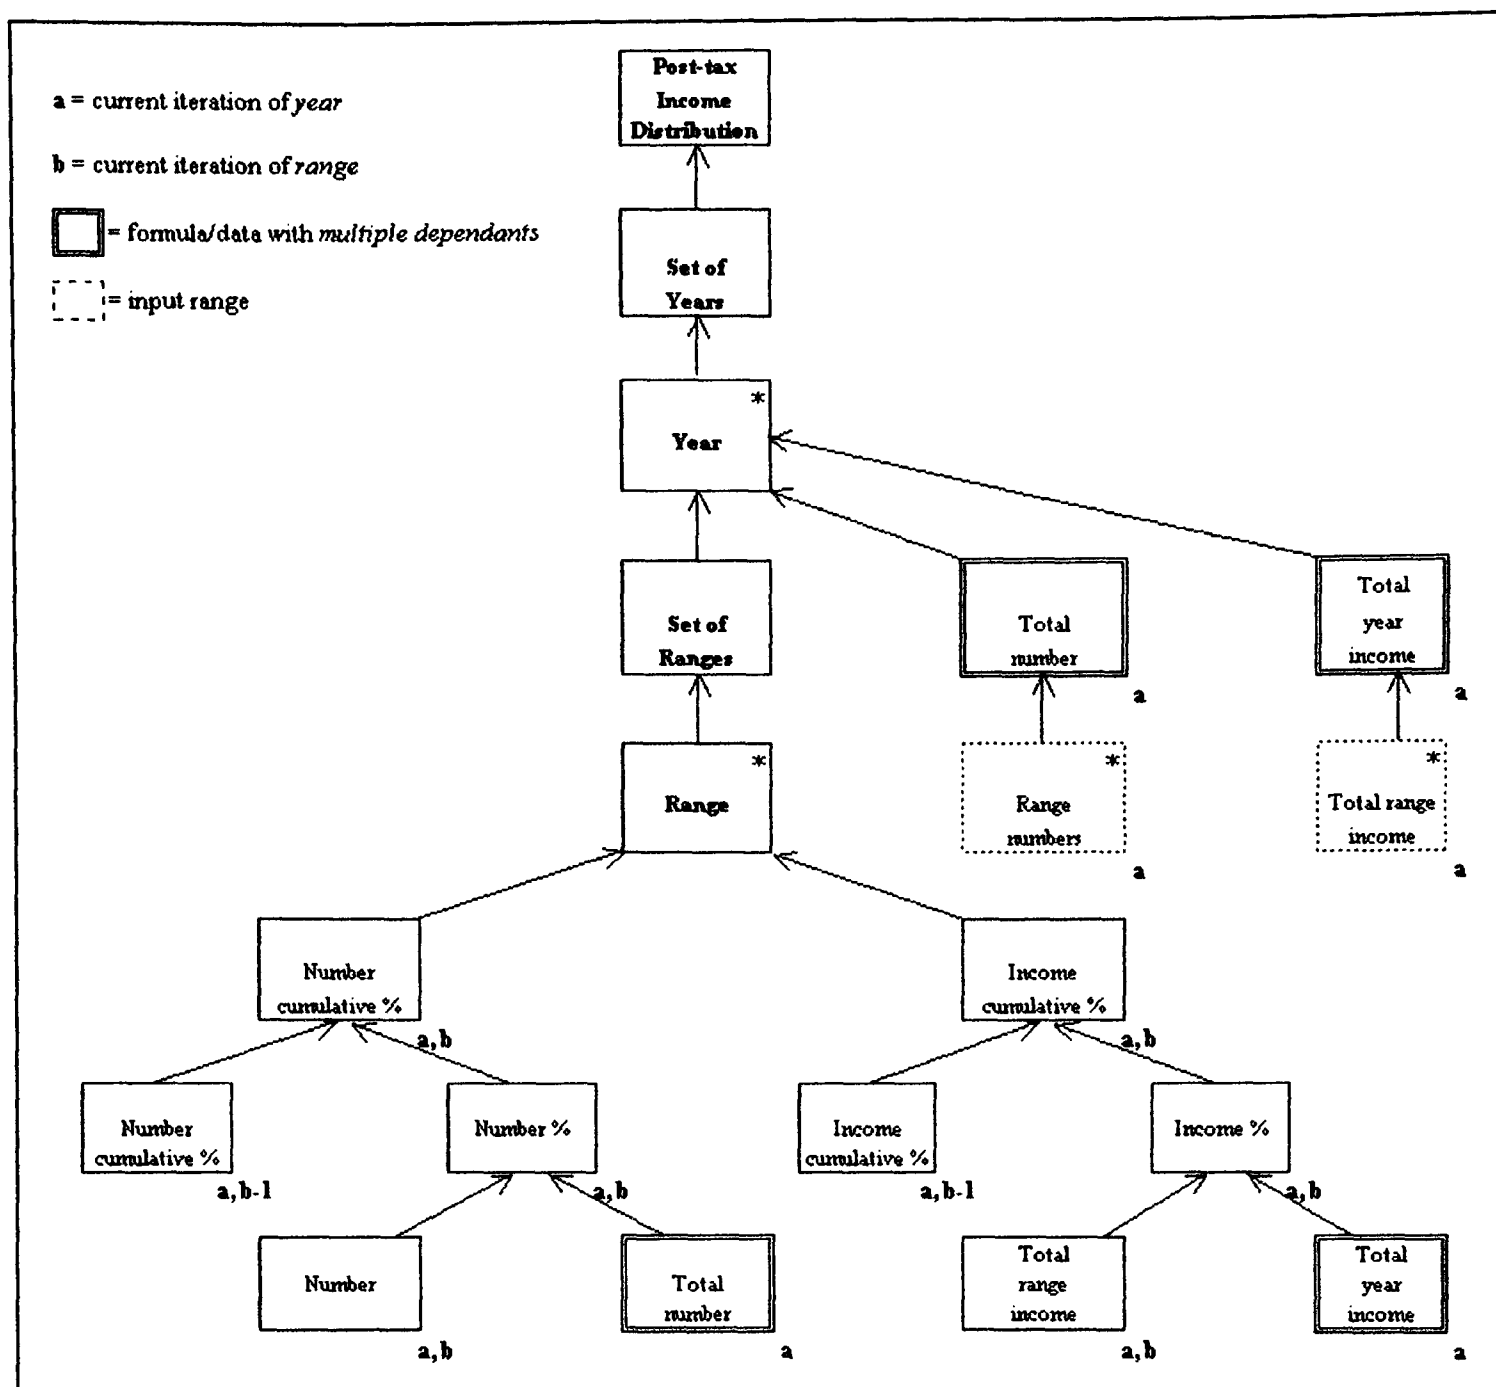 Post-tax
Income
Distribution
a = current iteration of year
b = current iteration of range
= formula/data with multiple dependants
= input range
Set of
Years
*
Year
Set of
Ranges
Total
number
a
Total
year
income
a
*
Range
*
Range
numbers
a
*
Total range
income
a
Number
cumulative %
a, b
Income
cumulative %
a, b
Number
cumulative %
a, b-1
Number %
a, b
Income
cumulative %
a, b-1
Income %
a, b
Number
a, b
Total
number
a
Total
range
income
a, b
Total
year
income
a